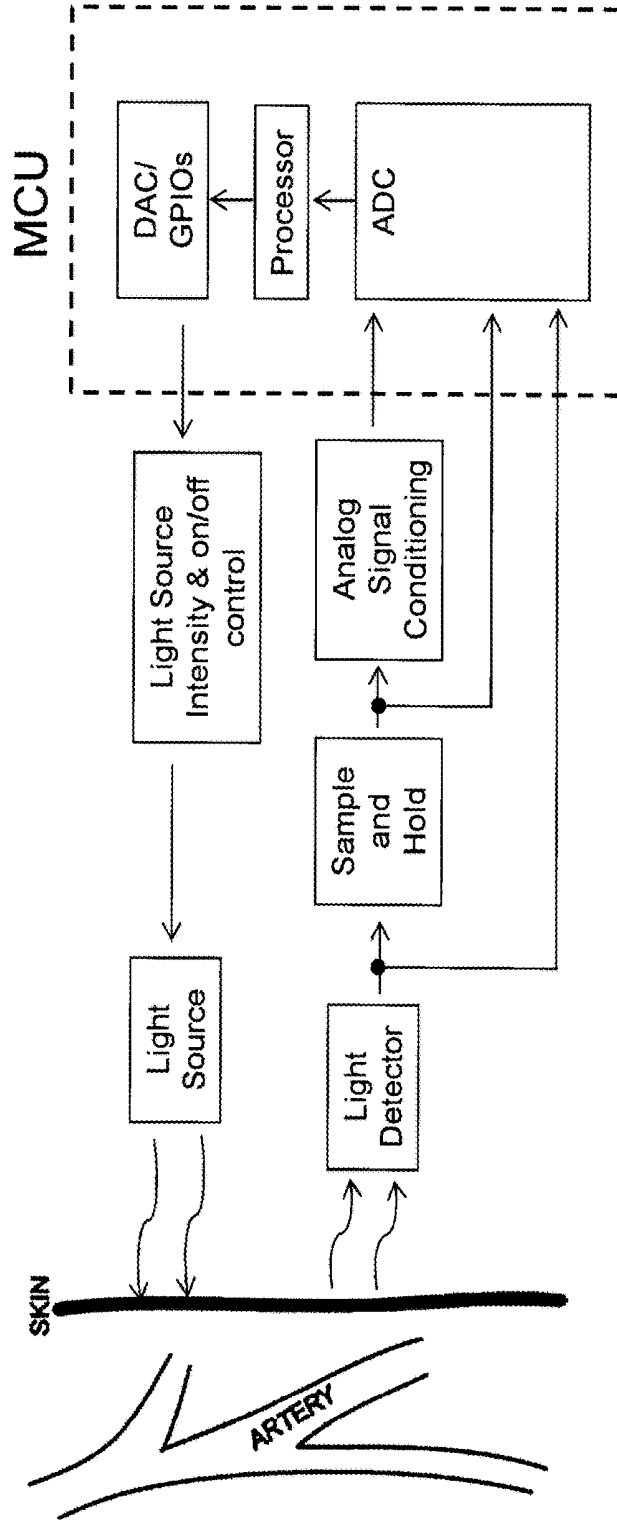 MCU
SKIN
ARTERY
Light
Source
Light Source
Intensity & on/off
control
DAC/
GPIOs
Processor
ADC
Light
Detector
Sample
and
Hold
Analog
Signal
Conditioning